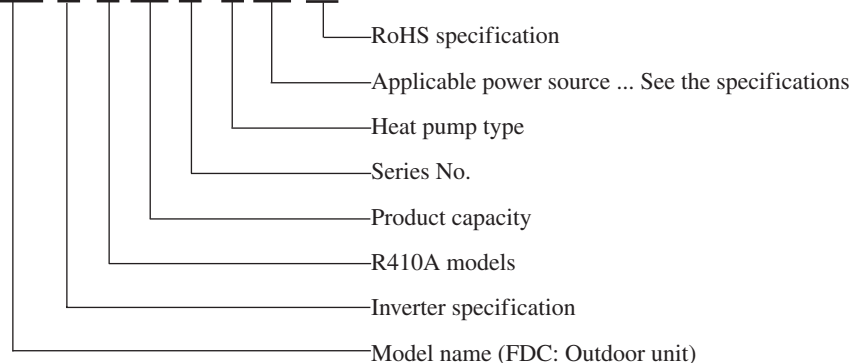 RoHS specification
Applicable power source ... See the specifications
Heat pump type
Series No.
Product capacity
R410A models
Inverter specification
Model name (FDC: Outdoor unit)